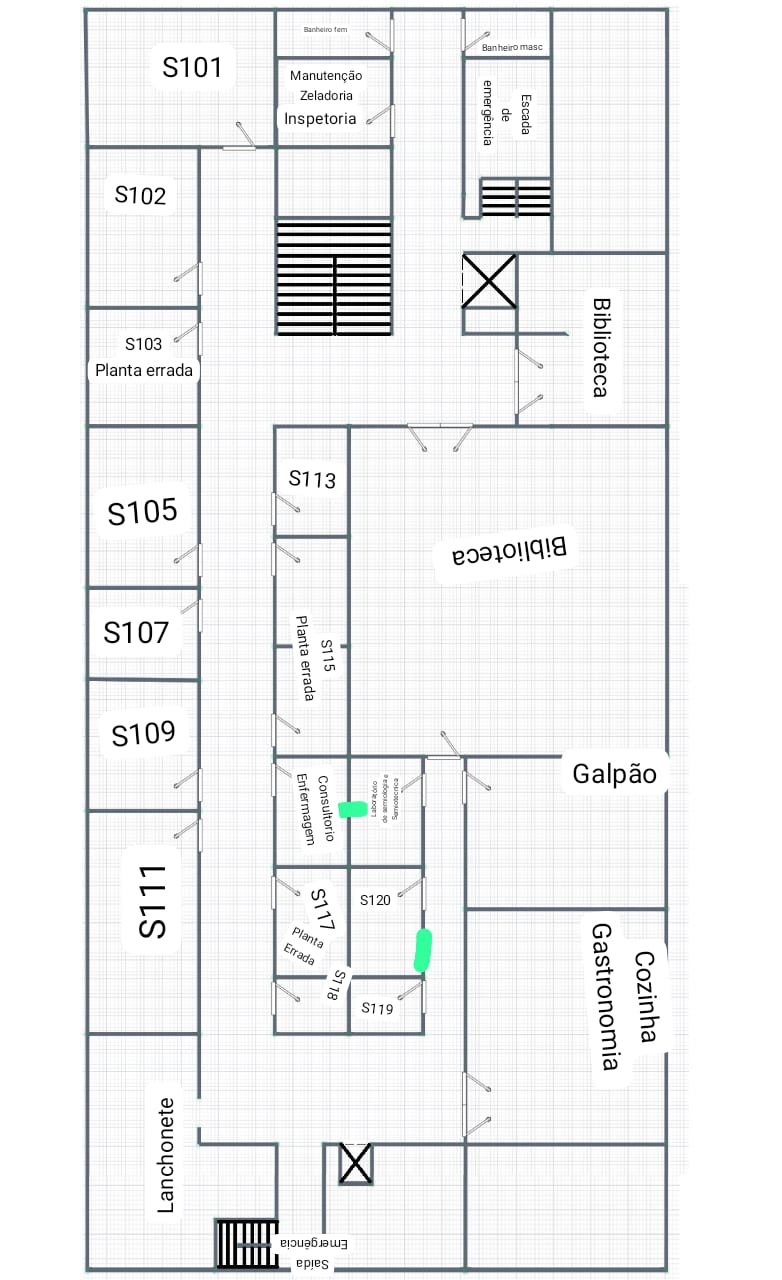 Banheiro fem
Banheiro masc
S101
Manutenção
Zeladoria
Inspetoria
Escada
de
emergência
S102
Biblioteca
S103
Planta errada
S105
S113
Biblioteca
S107
S115
Planta errada
S109
Galpão
Consultorio
Enfermagem
Laboratório
de semiologia e
Semiotecnica
S111
S117
Planta
Errada
S120
S118
S119
Cozinha
Gastronomia
Lanchonete
Saída
Emergência